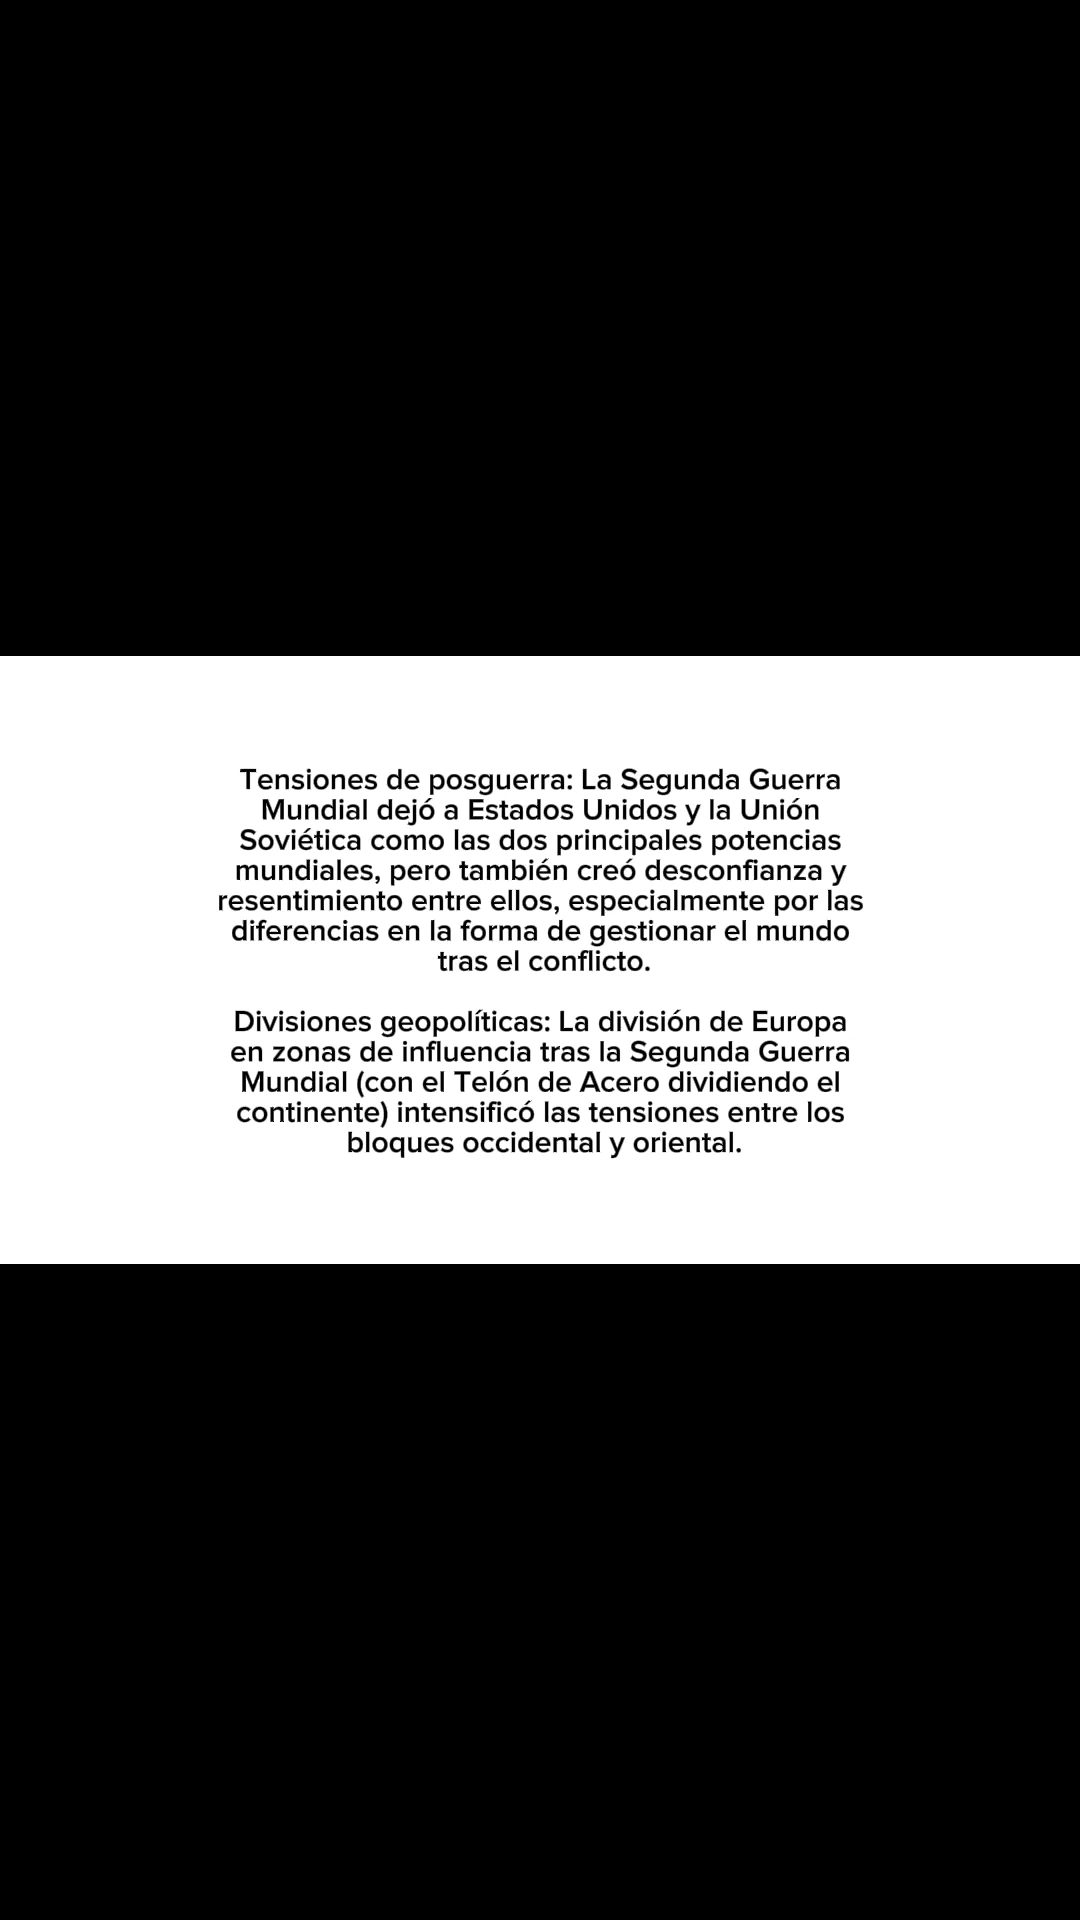 Tensiones de posguerra: La Segunda Guerra
Mundial dejó a Estados Unidos y la Unión
Soviética como las dos principales potencias
mundiales, pero también creó desconfianza y
resentimiento entre ellos, especialmente por las
diferencias en la forma de gestionar el mundo
tras el conflicto.
Divisiones geopolíticas: La división de Europa
en zonas de influencia tras la Segunda Guerra
Mundial (con el Telón de Acero dividiendo el
continente) intensificó las tensiones entre los
bloques occidental y oriental.